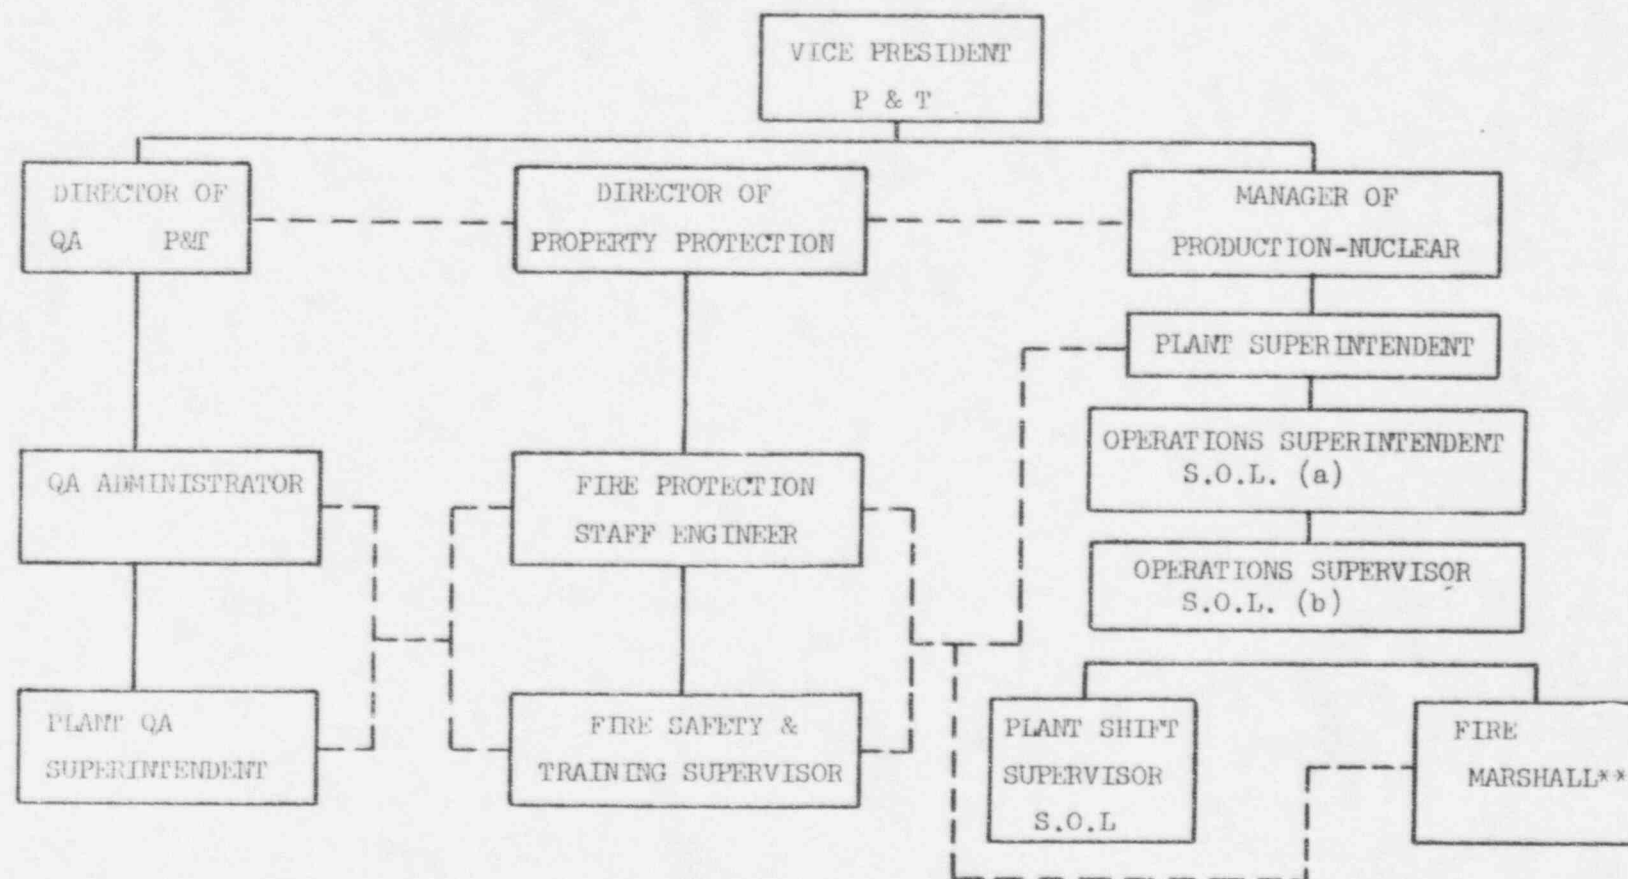 VICE PRESIDENT
P & T
DIRECTOR OF
QA P&T
DIRECTOR OF
PROPERTY PROTECTION
MANAGER OF
PRODUCTION-NUCLEAR
PLANT SUPERINTENDENT
OPERATIONS SUPERINTENDENT
S.O.L. (a)
QA ADMINISTRATOR
FIRE PROTECTION
STAFF ENGINEER
OPERATIONS SUPERVISOR
S.O.L. (b)
PLANT QA
SUPERINTENDENT
FIRE SAFETY &
TRAINING SUPERVISOR
PLANT SHIFT
SUPERVISOR
S.O.L
FIRE
MARSHALL**